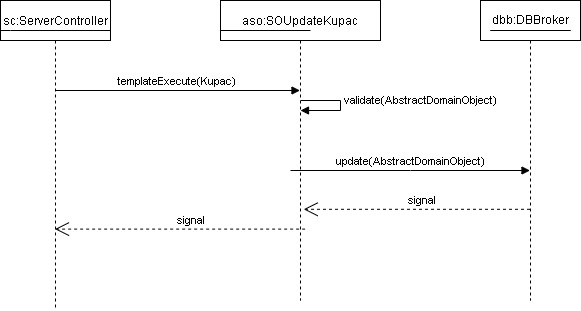 sc:ServerController
aso:SOUpdateKupac
dbb:DBBroker
templateExecute(Kupac)
validate(AbstractDomainObject)
update(AbstractDomainObject)
signal
signal